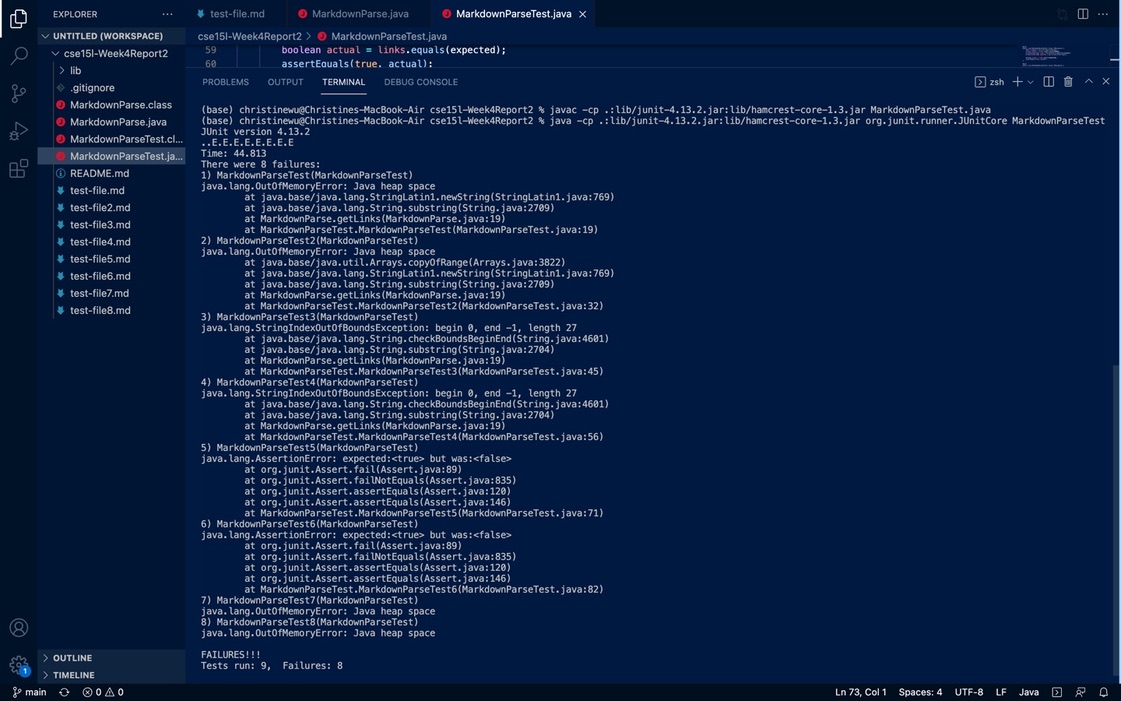 EXPLORER
···
test-file.md
MarkdownParse.java
MarkdownParseTest.java
UNTITLED (WORKSPACE)
cse15l-Week4Report2 > MarkdownParseTest.java
cse15l-Week4Report2
lib
.gitignore
MarkdownParse.class
MarkdownParse.java
MarkdownParseTest.cl...
MarkdownParseTest.ja...
README.md
test-file.md
test-file2.md
test-file3.md
test-file4.md
test-file5.md
test-file6.md
test-file7.md
test-file8.md
OUTLINE
TIMELINE
59 boolean actual = links.equals(expected);
60 assertEquals(true, actual);
PROBLEMS OUTPUT TERMINAL DEBUG CONSOLE
zsh
(base) christinewu@Christines-MacBook-Air cse15l-Week4Report2 % javac -cp .:lib/junit-4.13.2.jar:lib/hamcrest-core-1.3.jar MarkdownParseTest.java
(base) christinewu@Christines-MacBook-Air cse15l-Week4Report2 % java -cp .:lib/junit-4.13.2.jar:lib/hamcrest-core-1.3.jar org.junit.runner.JUnitCore MarkdownParseTest
JUnit version 4.13.2
..E.E.E.E.E.E.E.E
Time: 44.813
There were 8 failures:
1) MarkdownParseTest(MarkdownParseTest)
java.lang.OutOfMemoryError: Java heap space
at java.base/java.lang.StringLatin1.newString(StringLatin1.java:769)
at java.base/java.lang.String.substring(String.java:2709)
at MarkdownParse.getLinks(MarkdownParse.java:19)
at MarkdownParseTest.MarkdownParseTest(MarkdownParseTest.java:19)
2) MarkdownParseTest2(MarkdownParseTest)
java.lang.OutOfMemoryError: Java heap space
at java.base/java.util.Arrays.copyOfRange(Arrays.java:3822)
at java.base/java.lang.StringLatin1.newString(StringLatin1.java:769)
at java.base/java.lang.String.substring(String.java:2709)
at MarkdownParse.getLinks(MarkdownParse.java:19)
at MarkdownParseTest.MarkdownParseTest2(MarkdownParseTest.java:32)
3) MarkdownParseTest3(MarkdownParseTest)
java.lang.StringIndexOutOfBoundsException: begin 0, end -1, length 27
at java.base/java.lang.String.checkBoundsBeginEnd(String.java:4601)
at java.base/java.lang.String.substring(String.java:2704)
at MarkdownParse.getLinks(MarkdownParse.java:19)
at MarkdownParseTest.MarkdownParseTest3(MarkdownParseTest.java:45)
4) MarkdownParseTest4(MarkdownParseTest)
java.lang.StringIndexOutOfBoundsException: begin 0, end -1, length 27
at java.base/java.lang.String.checkBoundsBeginEnd(String.java:4601)
at java.base/java.lang.String.substring(String.java:2704)
at MarkdownParse.getLinks(MarkdownParse.java:19)
at MarkdownParseTest.MarkdownParseTest4(MarkdownParseTest.java:56)
5) MarkdownParseTest5(MarkdownParseTest)
java.lang.AssertionError: expected:<true> but was:<false>
at org.junit.Assert.fail(Assert.java:89)
at org.junit.Assert.failNotEquals(Assert.java:835)
at org.junit.Assert.assertEquals(Assert.java:120)
at org.junit.Assert.assertEquals(Assert.java:146)
at MarkdownParseTest.MarkdownParseTest5(MarkdownParseTest.java:71)
6) MarkdownParseTest6(MarkdownParseTest)
java.lang.AssertionError: expected:<true> but was:<false>
at org.junit.Assert.fail(Assert.java:89)
at org.junit.Assert.failNotEquals(Assert.java:835)
at org.junit.Assert.assertEquals(Assert.java:120)
at org.junit.Assert.assertEquals(Assert.java:146)
at MarkdownParseTest.MarkdownParseTest6(MarkdownParseTest.java:82)
7) MarkdownParseTest7(MarkdownParseTest)
java.lang.OutOfMemoryError: Java heap space
8) MarkdownParseTest8(MarkdownParseTest)
java.lang.OutOfMemoryError: Java heap space
FAILURES!!!
Tests run: 9,  Failures: 8
1
main
0 0
Ln 73, Col 1 Spaces: 4 UTF-8 LF Java